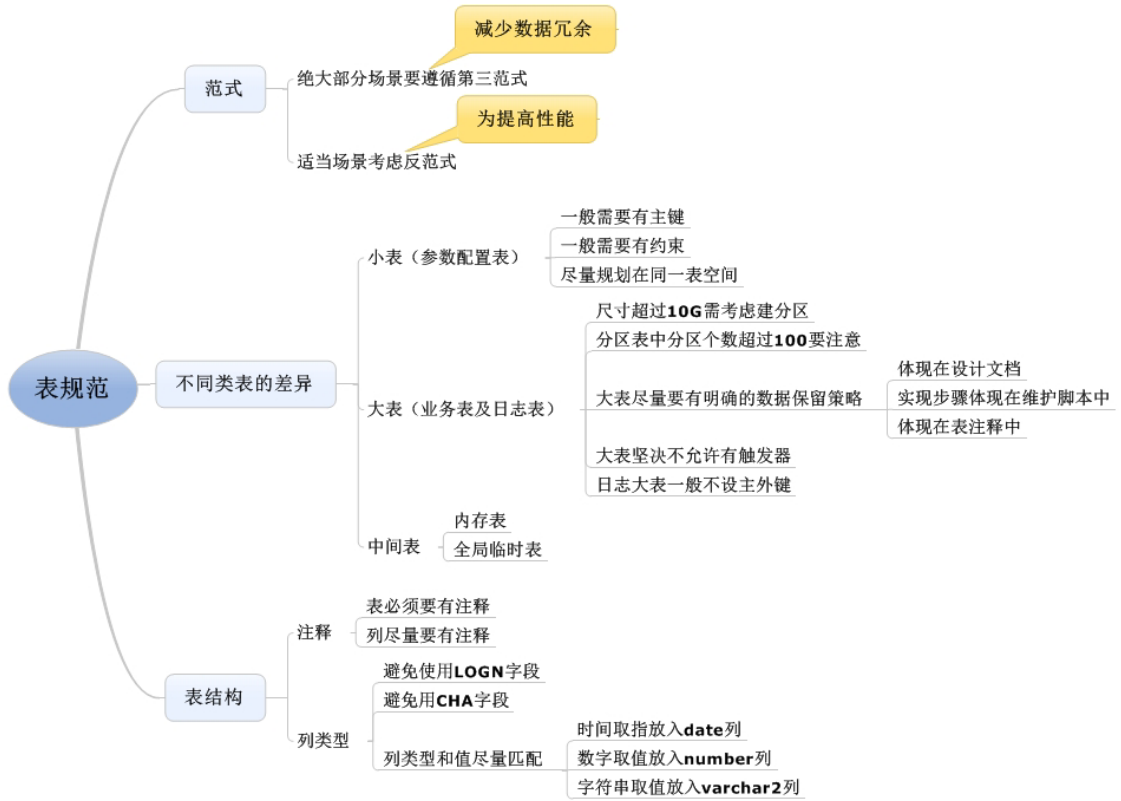 减少数据冗余
绝大部分场景要遵循第三范式
范式
为提高性能
适当场景考虑反范式
表规范
不同类表的差异
小表（参数配置表）
一般需要有主键
一般需要有约束
尽量规划在同一表空间
大表（业务表及日志表）
尺寸超过10G需考虑建分区
分区表中分区个数超过100要注意
大表尽量要有明确的数据保留策略
体现在设计文档
实现步骤体现在维护脚本中
体现在表注释中
大表坚决不允许有触发器
日志大表一般不设主外键
中间表
内存表
全局临时表
表结构
注释
表必须要有注释
列尽量要有注释
列类型
避免使用LOGN字段
避免用CHA字段
列类型和值尽量匹配
时间取指放入date列
数字取值放入number列
字符串取值放入varchar2列